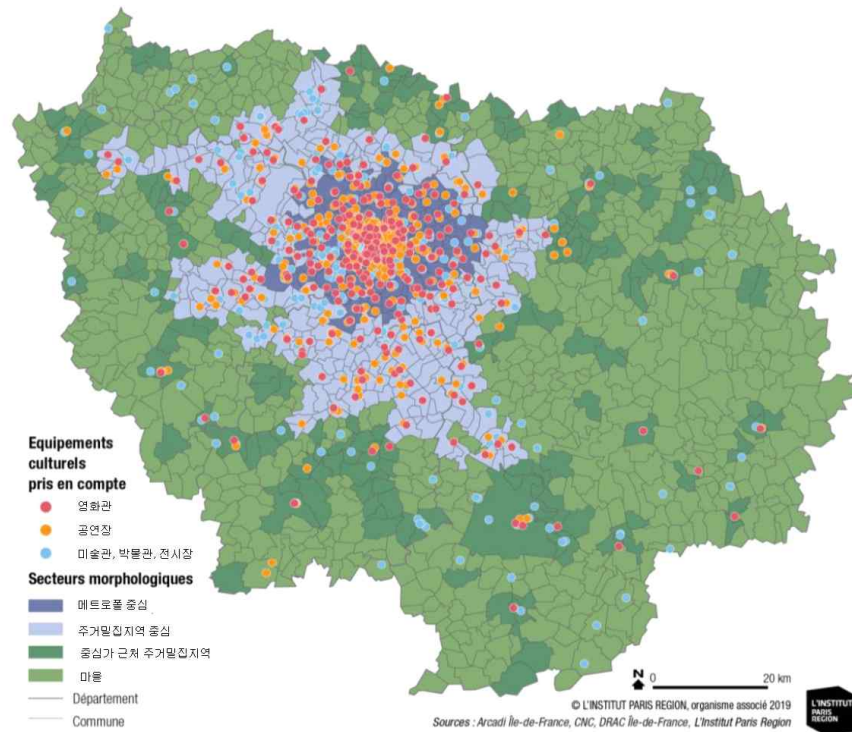 Equipements
culturels
pris en compte
영화관
공연장
미술관, 박물관, 전시장
Secteurs morphologiques
메트로폴 중심
주거밀집지역 중심
중심가 근처 주거밀집지역
마을
Département
Commune
N
0 20 km
© L'INSTITUT PARIS REGION, organisme associé 2019
Sources : Arcadi Île-de-France, CNC, DRAC Île-de-France, L'Institut Paris Region
L'INSTITUT
PARIS
REGION